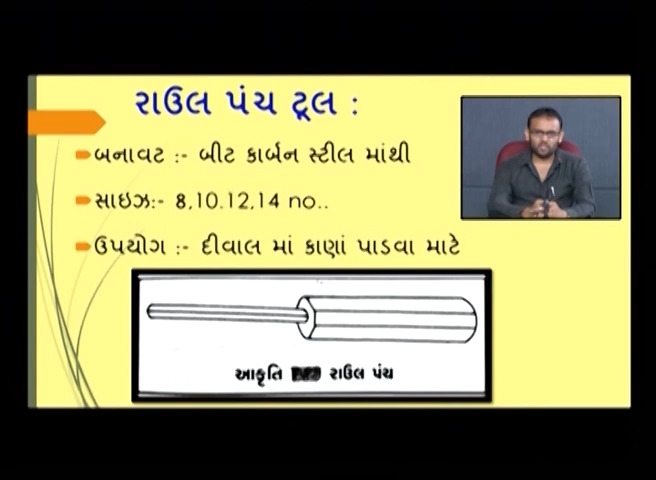 રાઉલ પંચ ટૂલ :
બનાવટ :- બીટ કાર્બન સ્ટીલ માંથી
સાઇઝ:- 8,10.12,14 no..
ઉપયોગ :- દીવાલ માં કાણાં પાડવા માટે
આકૃતિ રાઉલ પંચ